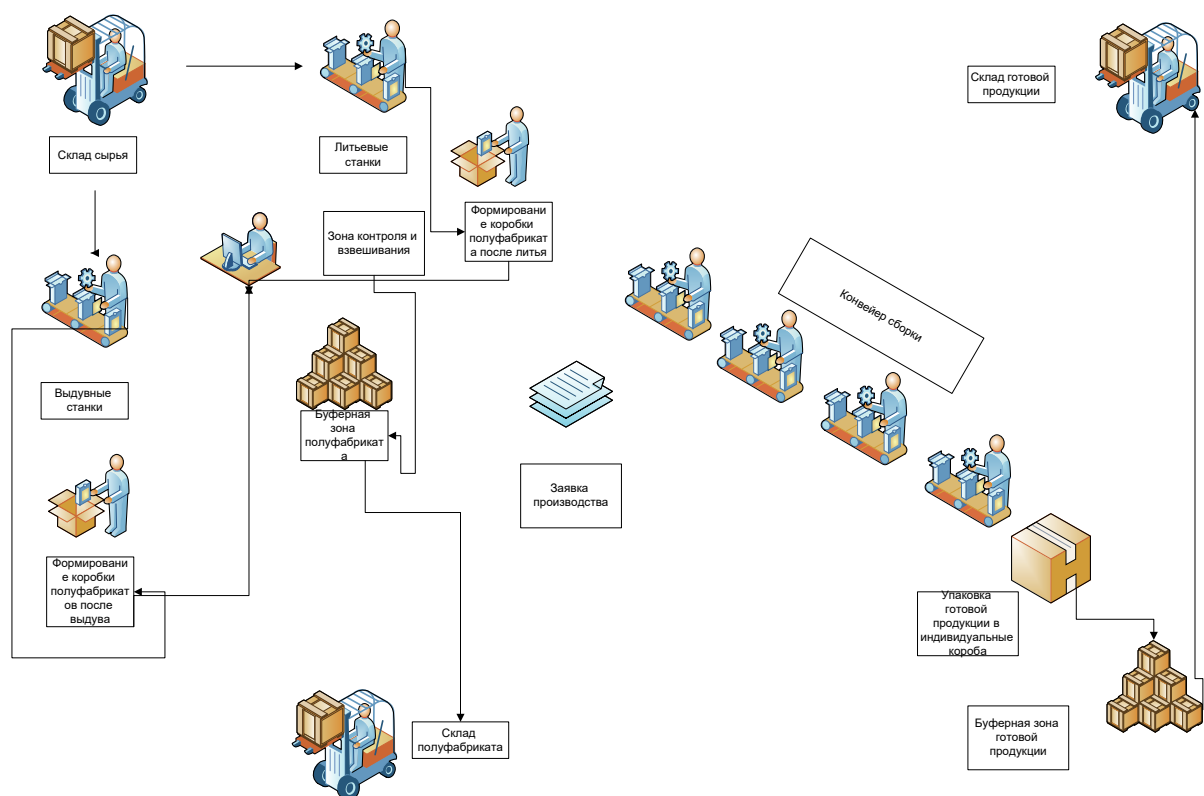 Склад готовой
продукции
Склад сырья
Литьевые
станки
Формировани
е коробки
полуфабрикат
а после литья
Зона контроля и
взвешивания
Конвейер сборки
Выдувные
станки
Буферная
зона
полуфабрикат
а
Заявка
производства
Формировани
е коробки
полуфабрикат
ов после
выдува
Упаковка
готовой
продукции в
индивидуальные
короба
Склад
полуфабриката
Буферная зона
готовой
продукции